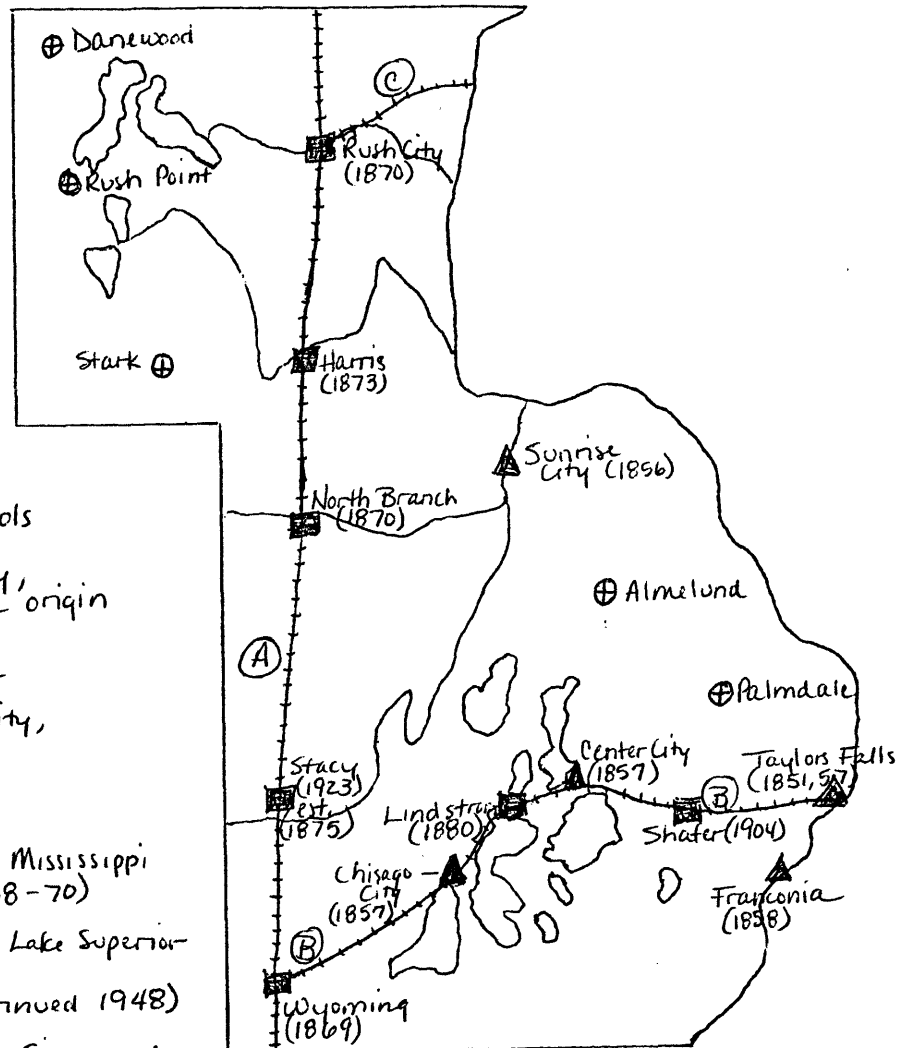 Danewood
C
Rush City
(1870)
Rush Point
Stark
Harris
(1873)
Sunrise
City (1856)
North Branch
(1870)
ols
origin
Almelund
A
Palmdale
ity,
Stacy
(1923)
est.
(1875)
Center City
(1857)
Taylors Falls
(1851,57)
Lindstrom
(1880)
B
Shafer (1904)
Mississippi
8-70)
Chisago
City
(1857)
Franconia
(1858)
Lake Superior
B
nued 1948)
Wyoming
(1869)